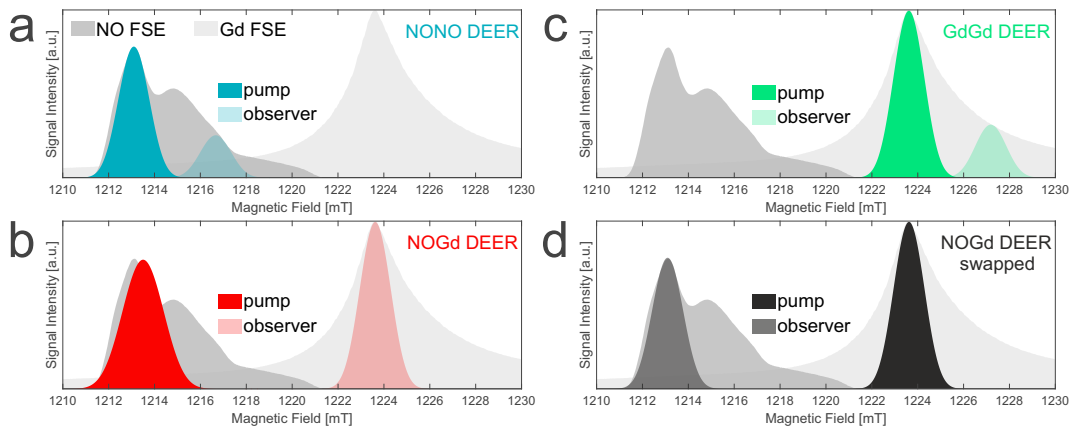 a
NO FSE
Gd FSE
NONO DEER
pump
observer
Signal Intensity [a.u.]
1210 1212 1214 1216 1218 1220 1222 1224 1226 1228 1230
Magnetic Field [mT]
c
GdGd DEER
pump
observer
Signal Intensity [a.u.]
1210 1212 1214 1216 1218 1220 1222 1224 1226 1228 1230
Magnetic Field [mT]
b
NOGd DEER
pump
observer
Signal Intensity [a.u.]
1210 1212 1214 1216 1218 1220 1222 1224 1226 1228 1230
Magnetic Field [mT]
d
NOGd DEER
swapped
pump
observer
Signal Intensity [a.u.]
1210 1212 1214 1216 1218 1220 1222 1224 1226 1228 1230
Magnetic Field [mT]